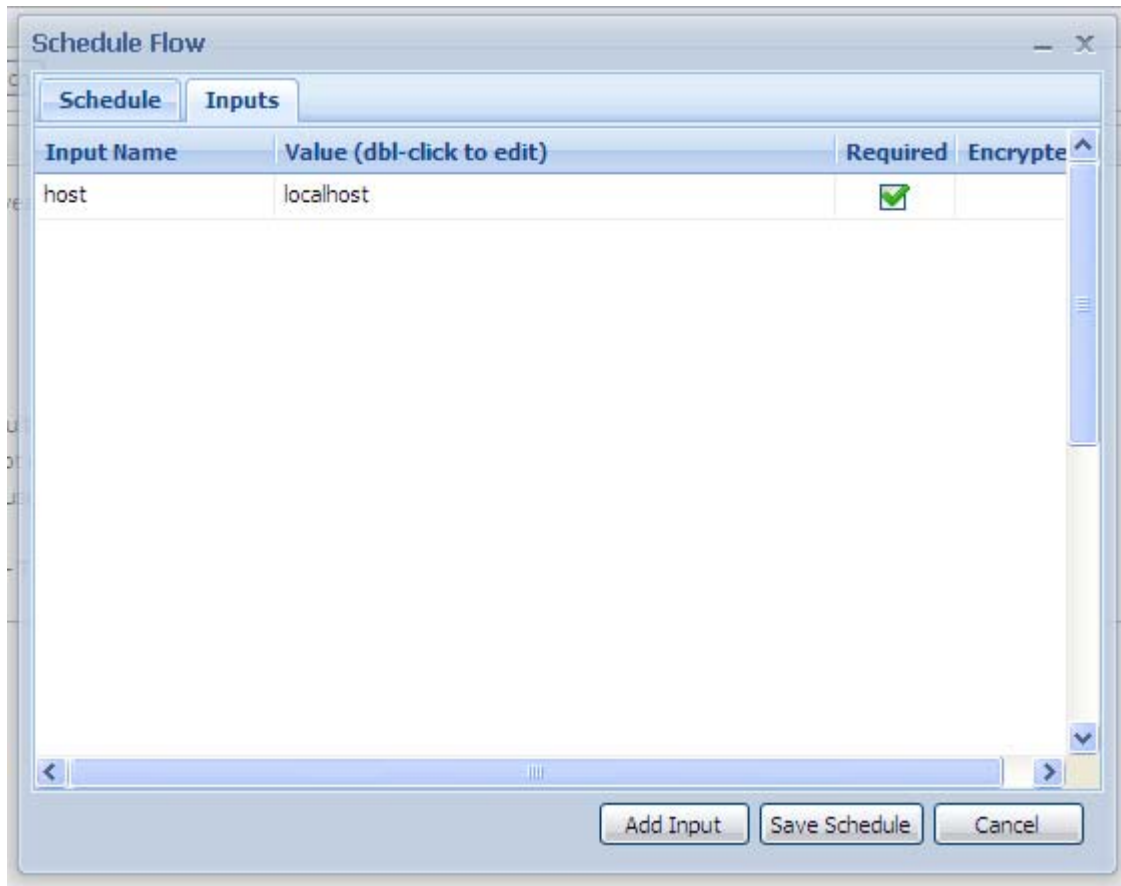 Schedule Flow
Schedule Inputs
Input Name Value (dbl-click to edit) Required Encrypte
host localhost
Add Input Save Schedule Cancel